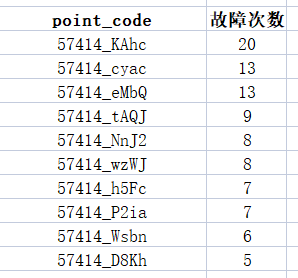 point_code 故障次数
57414_KAhc 20
57414_cyac 13
57414_eMbQ 13
57414_tAQJ 9
57414_NnJ2 8
57414_wzWJ 8
57414_h5Fc 7
57414_P2ia 7
57414_Wsbn 6
57414_D8Kh 5